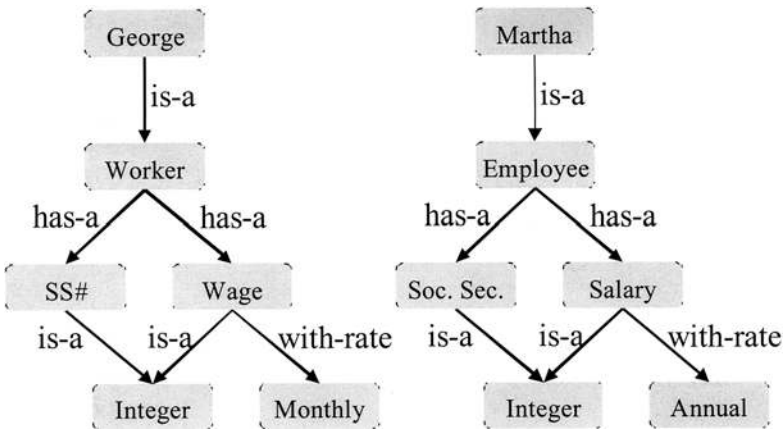 George Martha
is-a is-a
Worker Employee
has-a has-a has-a has-a
SS# Wage Soc. Sec. Salary
is-a is-a with-rate is-a is-a with-rate
Integer Monthly Integer Annual